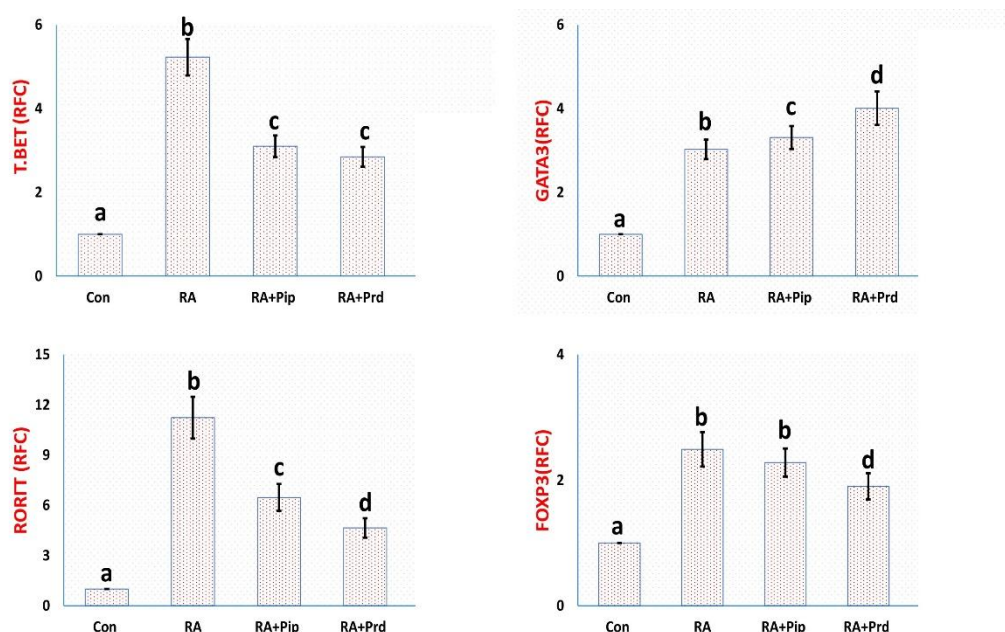 6
4
2
0
T.BET (RFC)
a
b
c
c
Con RA RA+Pip RA+Prd
6
4
2
0
GATA3(RFC)
a
b
c
d
Con RA RA+Pip RA+Prd
15
12
9
6
3
0
RORΓT (RFC)
a
b
c
d
Con RA RA+Pip RA+Prd
4
2
0
FOXP3(RFC)
a
b
b
d
Con RA RA+Pip RA+Prd